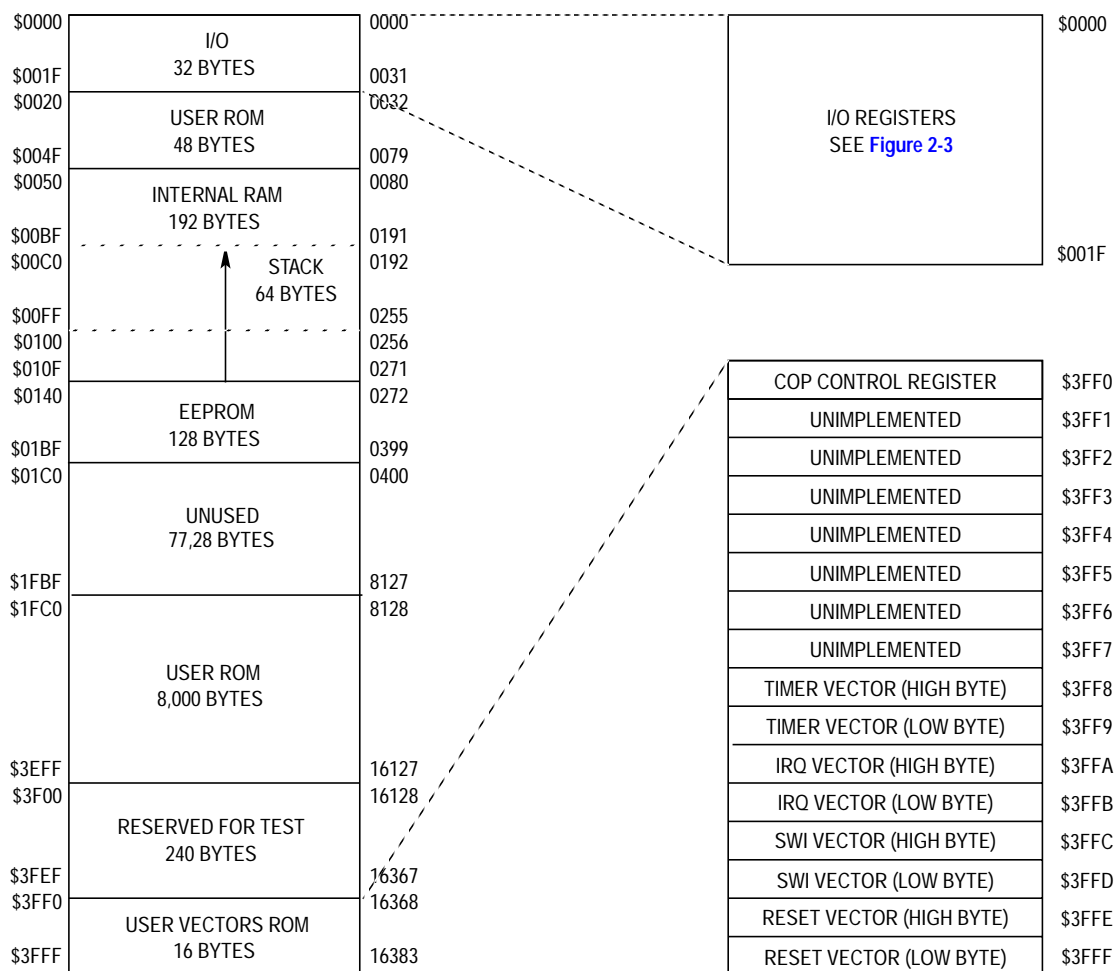 $0000
0000
I/O
32 BYTES
$001F
0031
$0020
0032
USER ROM
48 BYTES
$004F
0079
$0050
0080
INTERNAL RAM
192 BYTES
$00BF
0191
$00C0
0192
STACK
64 BYTES
$00FF
0255
$0100
0256
$010F
0271
$0140
0272
EEPROM
128 BYTES
$01BF
0399
$01C0
0400
UNUSED
77,28 BYTES
$1FBF
8127
$1FC0
8128
USER ROM
8,000 BYTES
$3EFF
16127
$3F00
16128
RESERVED FOR TEST
240 BYTES
$3FEF
16367
$3FF0
16368
USER VECTORS ROM
16 BYTES
$3FFF
16383
$0000
I/O REGISTERS
SEE Figure 2-3
$001F
COP CONTROL REGISTER $3FF0
UNIMPLEMENTED $3FF1
UNIMPLEMENTED $3FF2
UNIMPLEMENTED $3FF3
UNIMPLEMENTED $3FF4
UNIMPLEMENTED $3FF5
UNIMPLEMENTED $3FF6
UNIMPLEMENTED $3FF7
TIMER VECTOR (HIGH BYTE) $3FF8
TIMER VECTOR (LOW BYTE) $3FF9
IRQ VECTOR (HIGH BYTE) $3FFA
IRQ VECTOR (LOW BYTE) $3FFB
SWI VECTOR (HIGH BYTE) $3FFC
SWI VECTOR (LOW BYTE) $3FFD
RESET VECTOR (HIGH BYTE) $3FFE
RESET VECTOR (LOW BYTE) $3FFF